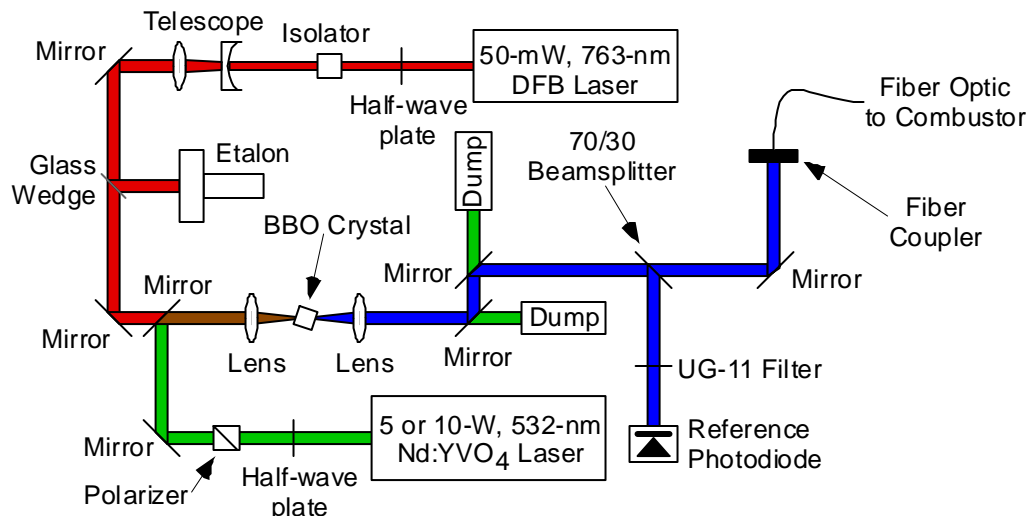 Telescope
Mirror
Isolator
50-mW, 763-nm
DFB Laser
Half-wave
plate
Fiber Optic
to Combustor
70/30
Beamsplitter
Dump
Etalon
Glass
Wedge
BBO Crystal
Fiber
Coupler
Mirror
Mirror
Mirror
Mirror
Lens
Lens
Mirror
Dump
UG-11 Filter
5 or 10-W, 532-nm
Nd:YVO4 Laser
Mirror
Polarizer
Half-wave
plate
Reference
Photodiode